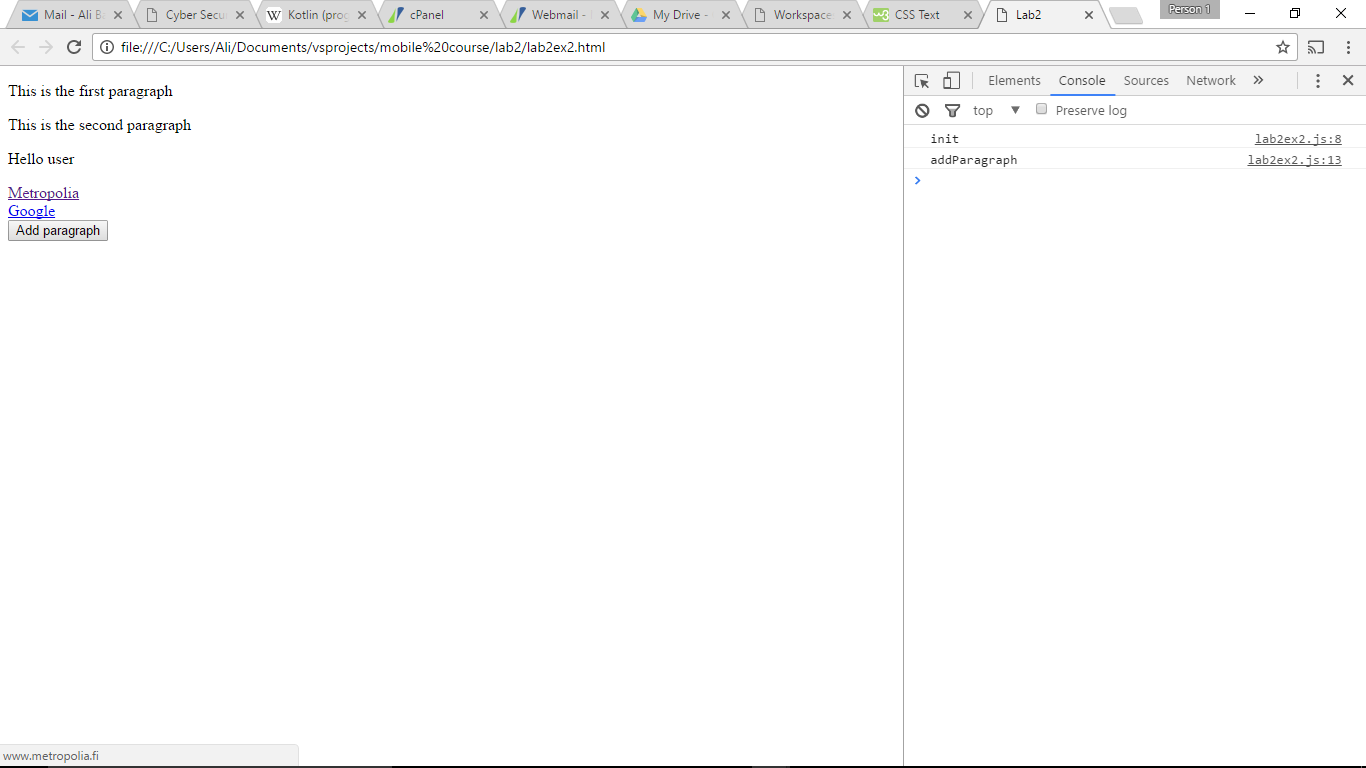 Mail - Ali B
Cyber Secu
Kotlin (prog
cPanel
Webmail -
My Drive -
Workspace
CSS Text
Lab2
Person 1
file:///C:/Users/Ali/Documents/vsprojects/mobile%20course/lab2/lab2ex2.html
This is the first paragraph
This is the second paragraph
Hello user
Metropolia
Google
Add paragraph
www.metropolia.fi
Elements Console Sources Network
top Preserve log
init lab2ex2.js:8
addParagraph lab2ex2.js:13